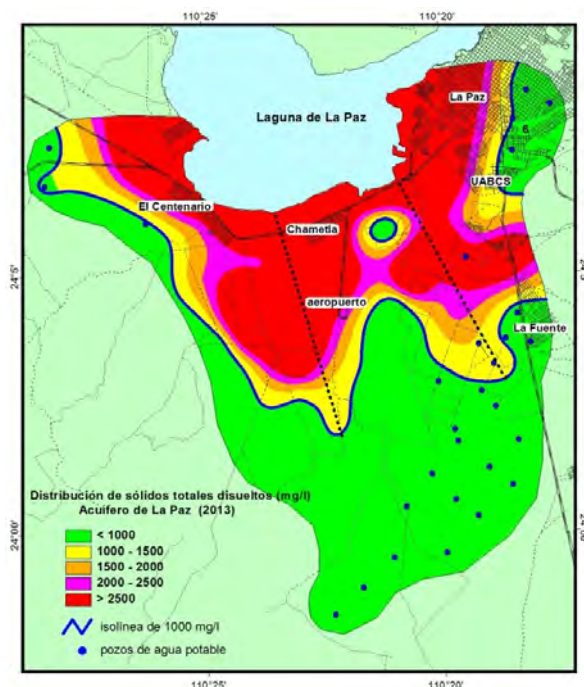 110°25'
110°20'
La Paz
Laguna de La Paz
6
UABCS
El Centenario
Chametla
24°5'
aeropuerto
La Fuente
Distribución de sólidos totales disueltos (mg/l)
Acuífero de La Paz (2013)
< 1000
1000 - 1500
1500 - 2000
2000 - 2500
> 2500
24°00'
isolínea de 1000 mg/l
pozos de agua potable
110°25'
110°20'